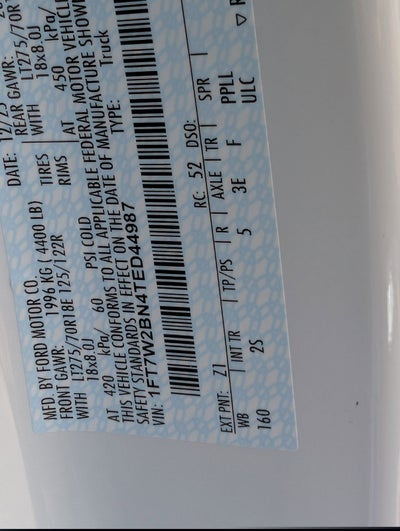 MFD. BY FORD MOTOR CO.
DATE: 12/25
FRONT GAWR: 1996 KG ( 4400 LB)
REAR GAWR:
WITH LT275/70R18E 125/122R TIRES
WITH LT275/70R
18x8.0J RIMS
18x8.0J
AT 420 kPa/ 60 PSI COLD
AT 450 kPa/
THIS VEHICLE CONFORMS TO ALL APPLICABLE FEDERAL MOTOR VEHICLE
SAFETY STANDARDS IN EFFECT ON THE DATE OF MANUFACTURE SHOWN
VIN: 1FT7W2BN4TED44987
TYPE: Truck
EXT PNT: Z1 RC: 52 DSO:
WB INT TR TP/PS R AXLE TR SPR
160 2S 5 3E F PPLL
ULC